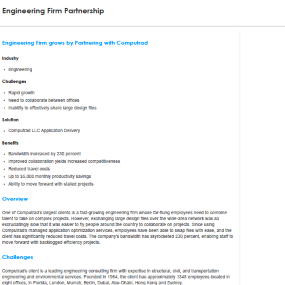 Engineering Firm Partnership
Engineering Firm grows by Partnering with Computrad
Industry
Engineering
Challenges
Rapid growth
Need to collaborate between offices
Inability to effectively share large design files
Solution
Computrad LLC Application Delivery
Benefits
Bandwidth increased by 230 percent
Improved collaboration yields increased competitiveness
Reduced travel costs
Up to 10,000 monthly productivity savings
Ability to move forward with stalled projects
Overview
One of Computrad's largest clients is a fast-growing engineering firm whose far-flung employees need to combine
talent to take on complex projects. However, exchanging large design files over the wide-area network was so
excruciatingly slow that it was easier to fly people around the country to collaborate on projects. Since using
Computrad's managed application optimization services, employees have been able to swap files with ease, and the
client has significantly reduced travel costs. The company's bandwidth has skyrocketed 230 percent, enabling staff to
move forward with backlogged efficiency projects.
Challenges
Computrad's client is a leading engineering consulting firm with expertise in structural, civil, and transportation
engineering and environmental services. Founded in 1984, the client has approximately 1345 employees located in
eight offices, in Florida, London, Munich, Berlin, Dubai, Abu-Dhabi, Hong Kong and Sydney.